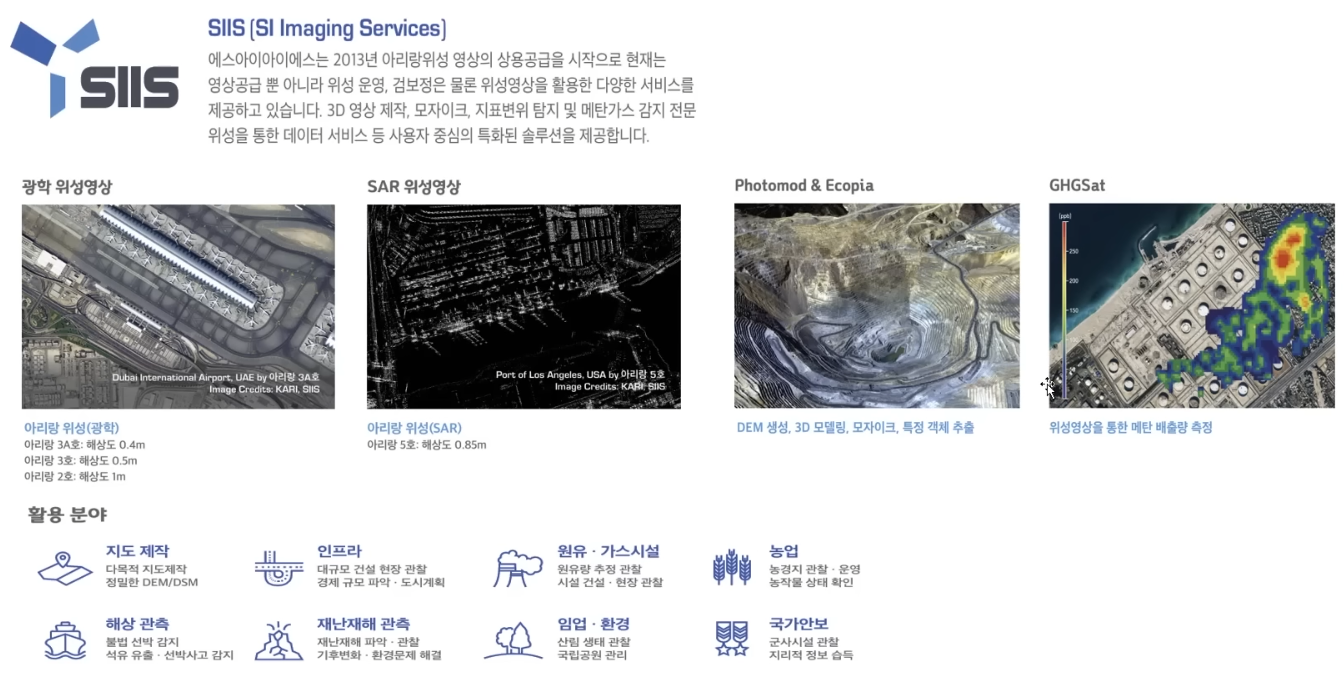 SIIS
SIIS (SI Imaging Services)
에스아이아이에스는 2013년 아리랑위성 영상의 상용공급을 시작으로 현재는
영상공급 뿐 아니라 위성 운영, 검보정은 물론 위성영상을 활용한 다양한 서비스를
제공하고 있습니다. 3D 영상 제작, 모자이크, 지표변위 탐지 및 메탄가스 감지 전문
위성을 통한 데이터 서비스 등 사용자 중심의 특화된 솔루션을 제공합니다.
광학 위성영상
Dubai International Airport, UAE by 아리랑 3A호
Image Credits: KARI, SIIS
아리랑 위성(광학)
아리랑 3A호: 해상도 0.4m
아리랑 3호: 해상도 0.5m
아리랑 2호: 해상도 1m
SAR 위성영상
Port of Los Angeles, USA by 아리랑 5호
Image Credits: KARI, SIIS
아리랑 위성(SAR)
아리랑 5호: 해상도 0.85m
Photomod & Ecopia
DEM 생성, 3D 모델링, 모자이크, 특정 객체 추출
GHGSat
(ppb)
250
200
150
위성영상을 통한 메탄 배출량 측정
활용 분야
지도 제작
다목적 지도제작
정밀한 DEM/DSM
인프라
대규모 건설 현장 관찰
경제 규모 파악 · 도시계획
원유 · 가스시설
원유량 추정 관찰
시설 건설 · 현장 관찰
농업
농경지 관찰 · 운영
농작물 상태 확인
해상 관측
불법 선박 감지
석유 유출 · 선박사고 감지
재난재해 관측
재난재해 파악 · 관찰
기후변화 · 환경문제 해결
임업 · 환경
산림 생태 관찰
국립공원 관리
국가안보
군사시설 관찰
지리적 정보 습득